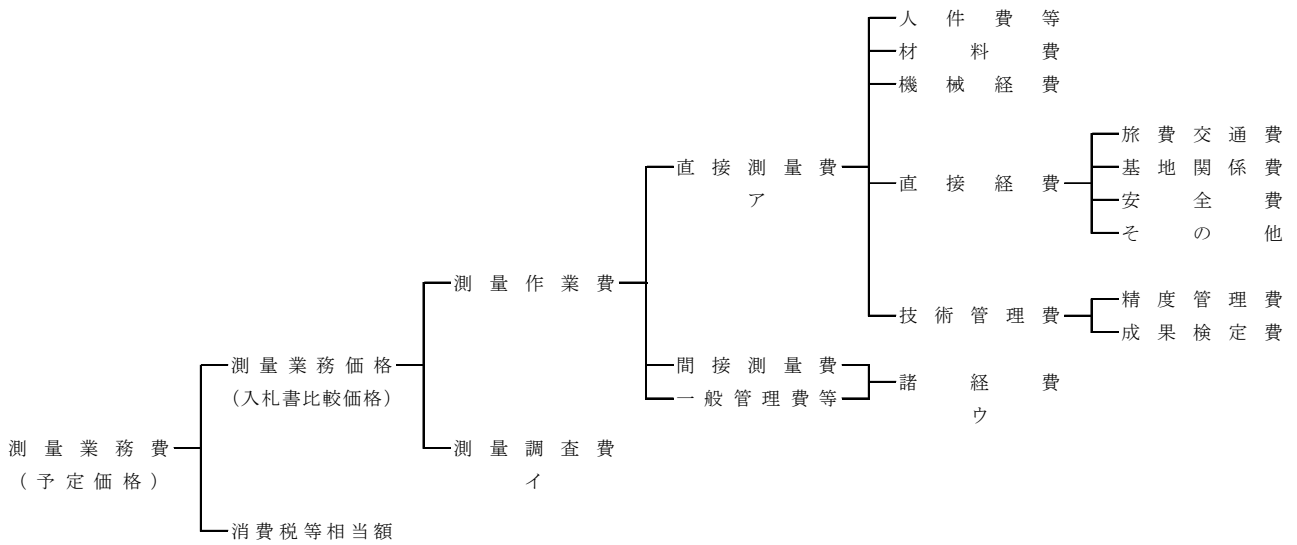 人件費等
材料費
機械経費
旅費交通費
直接測量費
基地関係費
ア
直接経費
安全費
その他
測量作業費
精度管理費
技術管理費
成果検定費
測量業務価格
間接測量費
(入札書比較価格)
一般管理費等
諸経費
ウ
測量業務費
測量調査費
(予定価格)
イ
消費税等相当額